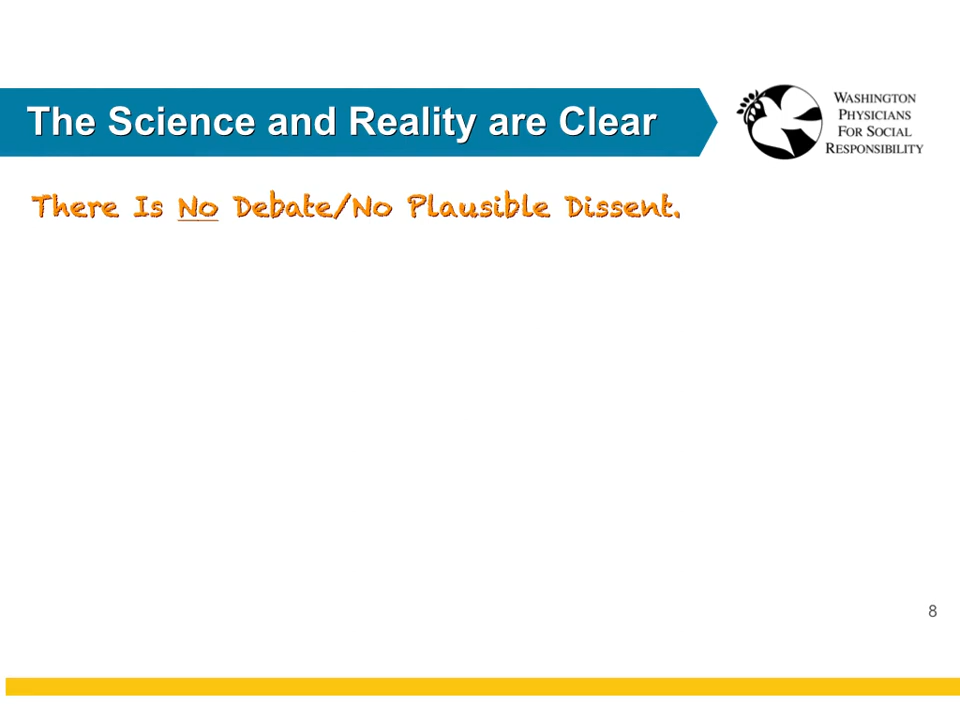 The Science and Reality are Clear
WASHINGTON
PHYSICIANS
FOR SOCIAL
RESPONSIBILITY
There Is No Debate/No Plausible Dissent.
8